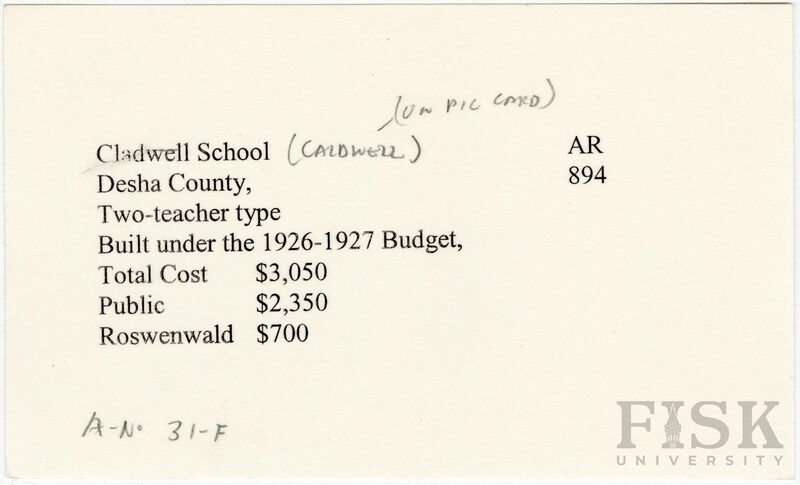 (ON PIC CARD)
Cladwell School (CALDWELL) AR
Desha County, 894
Two-teacher type
Built under the 1926-1927 Budget,
Total Cost $3,050
Public $2,350
Roswenwald $700
A-No 31-F
FISK
UNIVERSITY